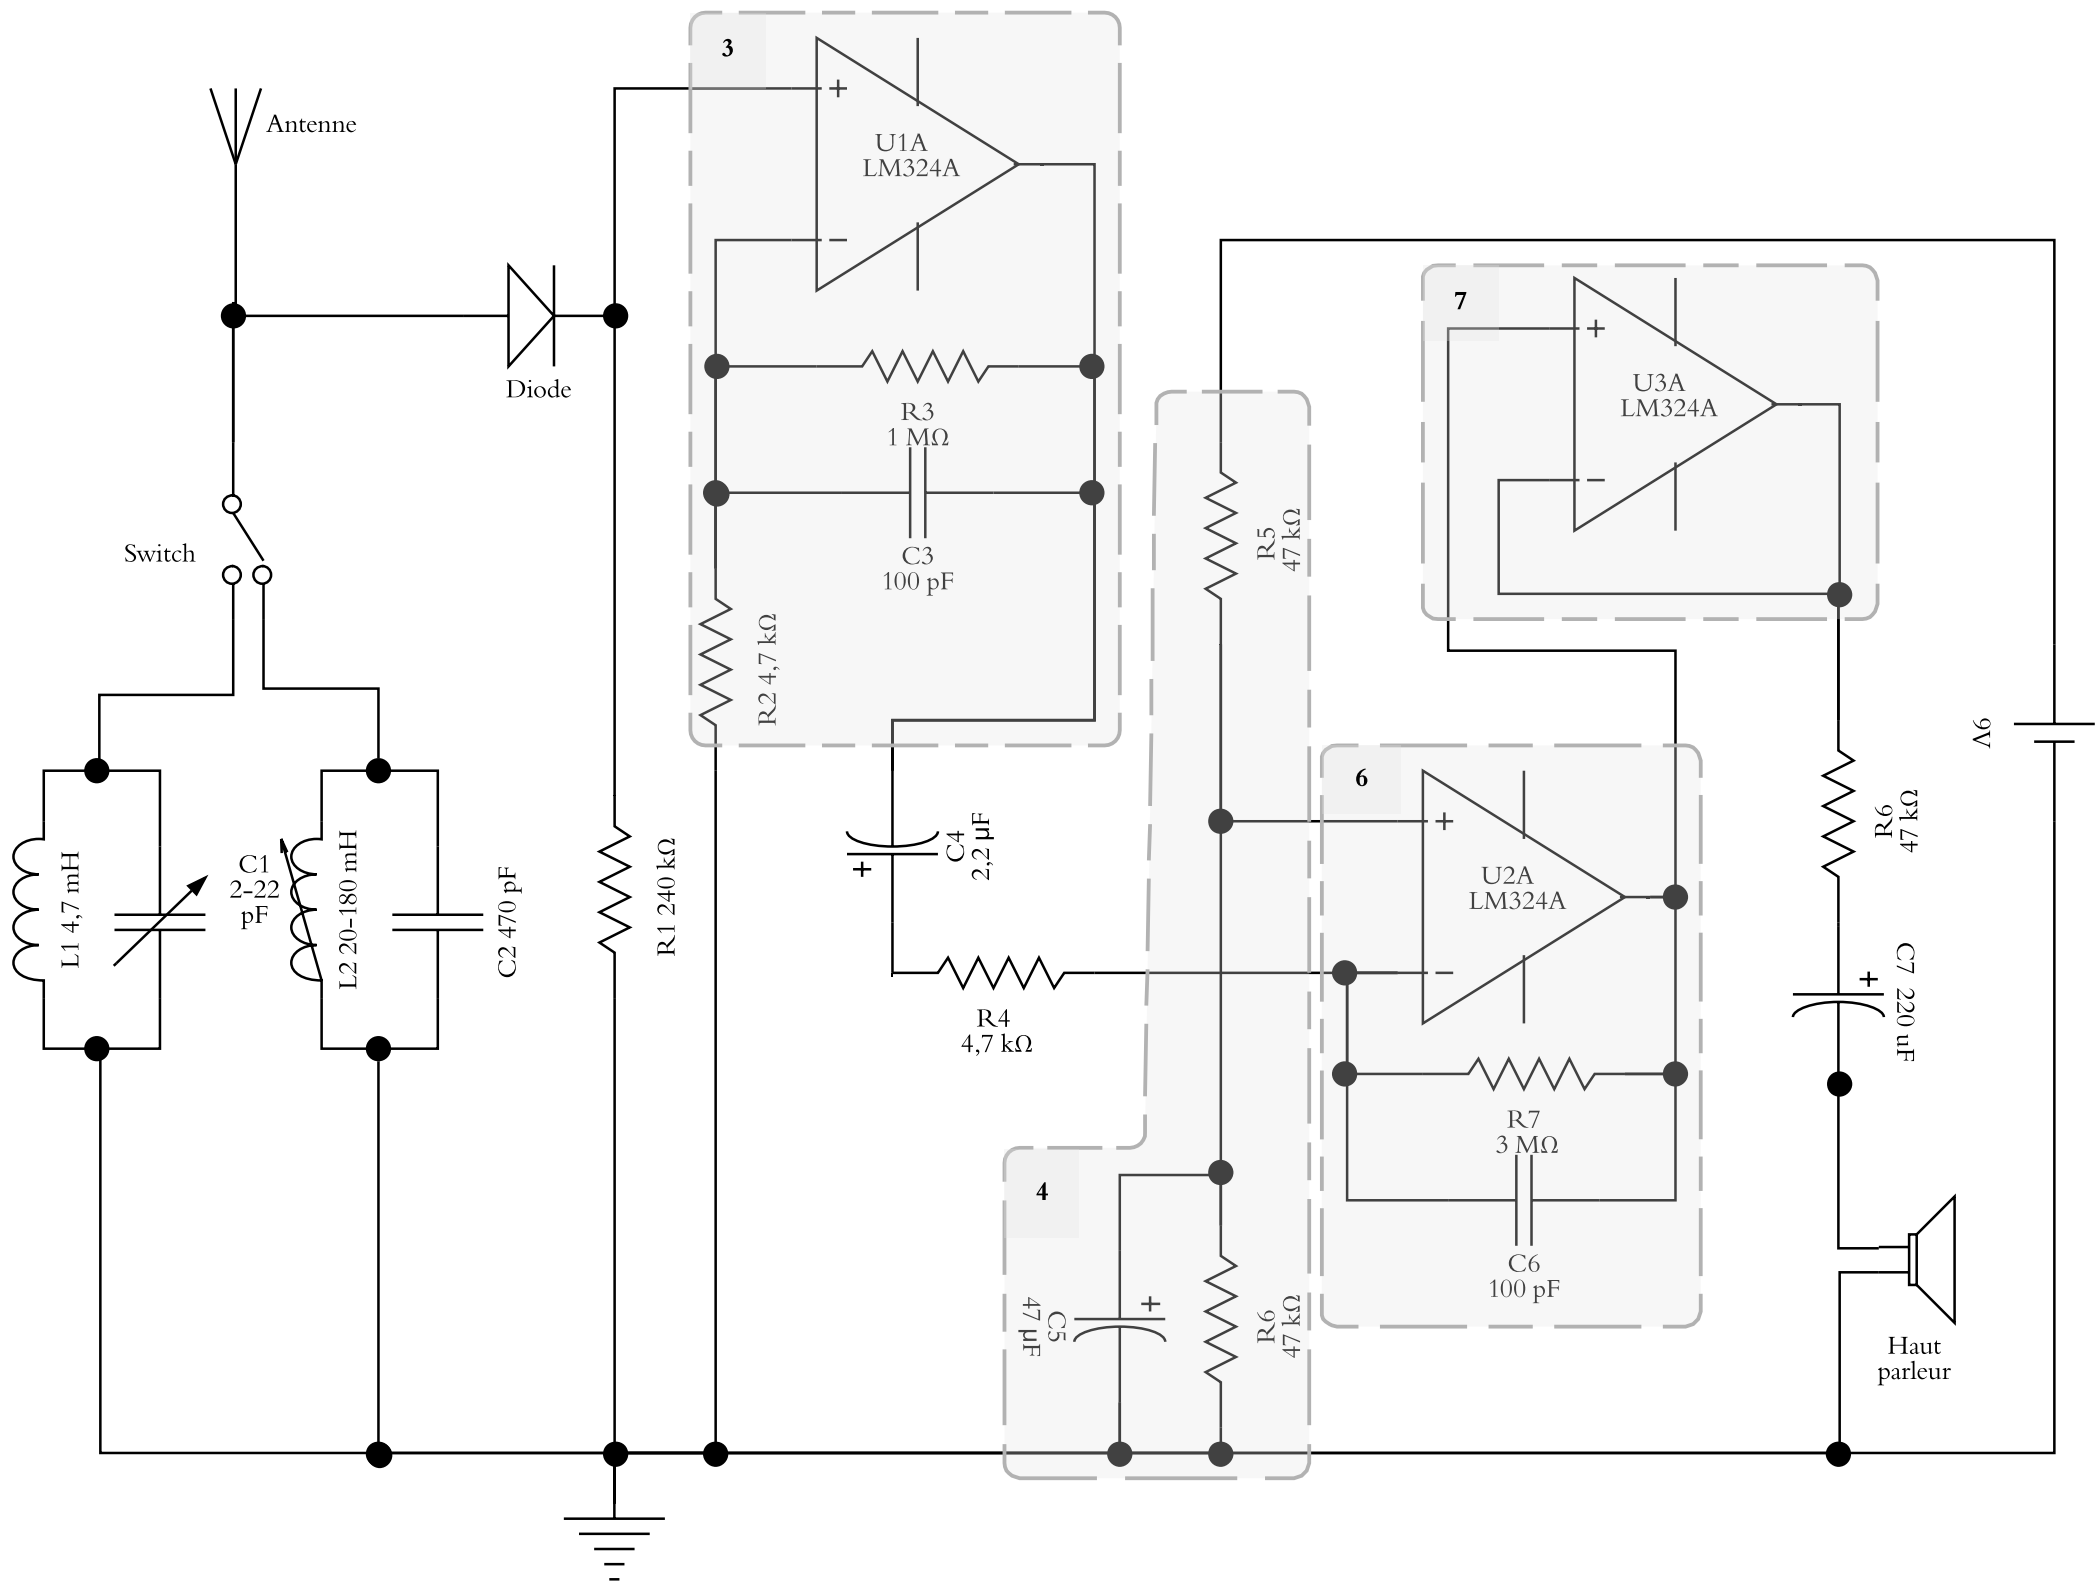 3
+
U1A
LM324A
−
Antenne
Diode
R3
1 MΩ
C3
100 pF
R2 4,7 kΩ
Switch
L1 4,7 mH
C1
2-22
pF
L2 20-180 mH
C2 470 pF
R1 240 kΩ
C4
2,2 µF
+
R4
4,7 kΩ
R5
47 kΩ
4
C5
47 µF
+
R6
47 kΩ
6
+
U2A
LM324A
−
R7
3 MΩ
C6
100 pF
7
+
U3A
LM324A
−
9V
R6
47 kΩ
+
C7 220 uF
Haut
parleur